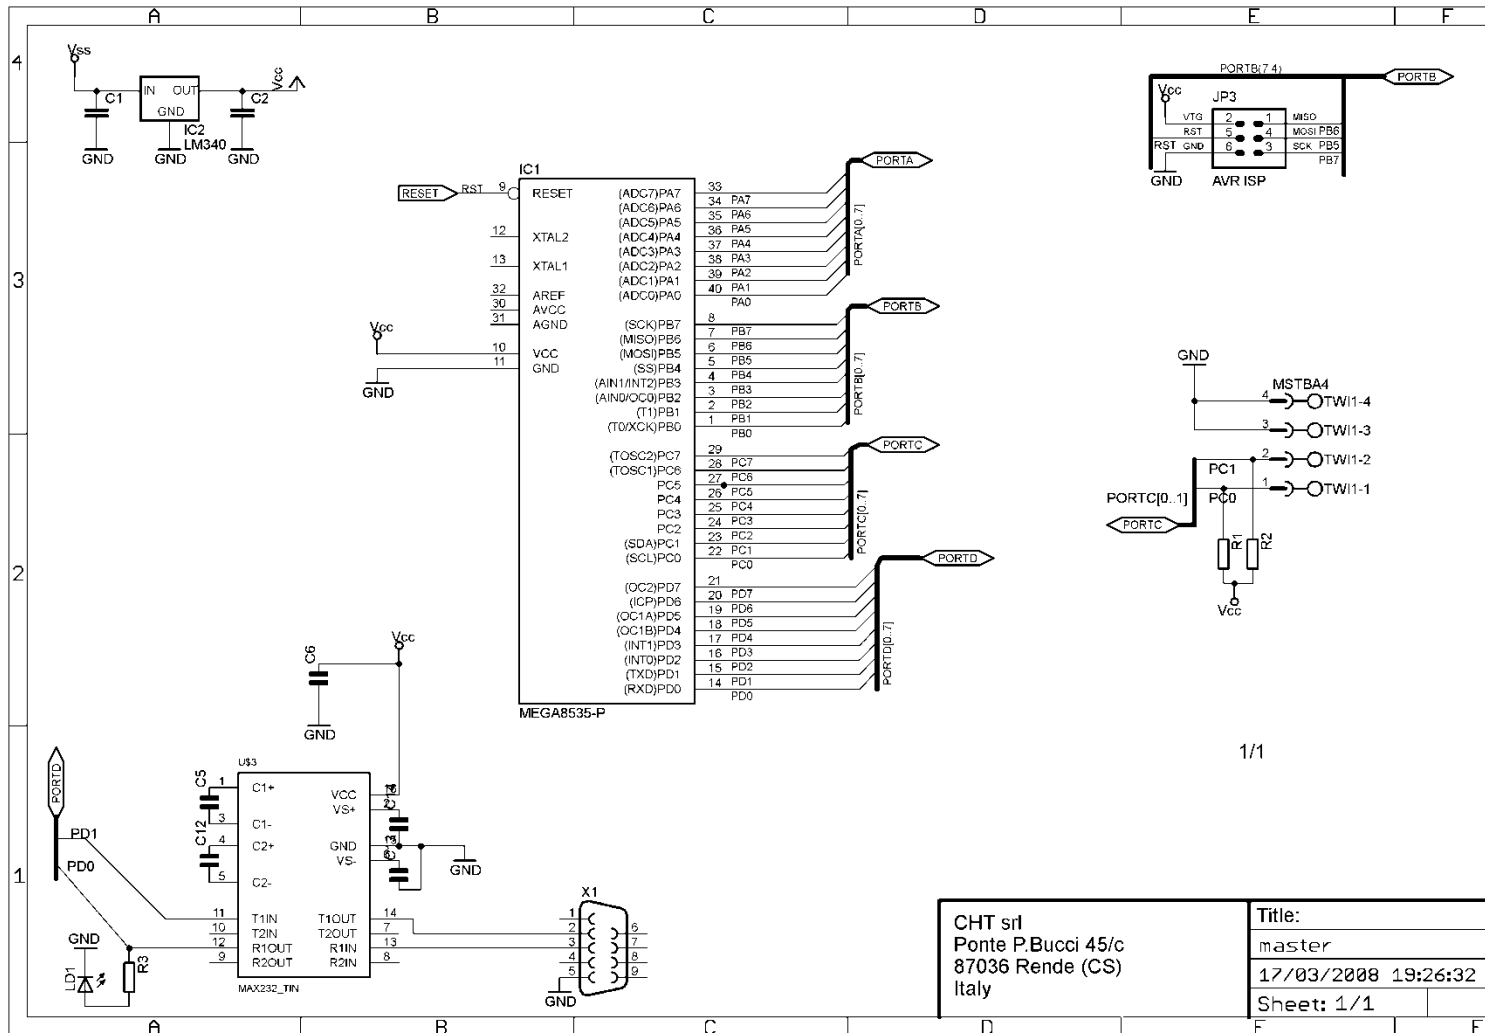 A B C D E F
4
Vss
Vcc
C1
IN OUT
GND
C2
IC2
LM340
GND GND GND
PORTB(7.4)
PORTB
Vcc
JP3
VTG 2 1 MISO
RST 5 4 MOSI PB6
RST GND 6 3 SCK PB5
PB7
GND
AVR ISP
3
IC1
PORTA
RESET RST 9 RESET
(ADC7)PA7 33
(ADC6)PA6 34 PA7
(ADC5)PA5 35 PA6
12 XTAL2 (ADC4)PA4 36 PA5
(ADC3)PA3 37 PA4
13 XTAL1 (ADC2)PA2 38 PA3
(ADC1)PA1 39 PA2
32 AREF (ADC0)PA0 40 PA1
PA0
PORTA[0..7]
30 AVCC
31 AGND (SCK)PB7 8
PORTB
(MISO)PB6 7 PB7
Vcc 10 VCC (MOSI)PB5 6 PB6
11 GND (SS)PB4 5 PB5
GND
(AIN1/INT2)PB3 4 PB4
(AIN0/OC0)PB2 3 PB3
(T1)PB1 2 PB2
(T0/XCK)PB0 1 PB1
PB0
PORTB[0..7]
GND
MSTBA4
4 TWI1-4
3 TWI1-3
PC1 2 TWI1-2
PC0 1 TWI1-1
PORTC[0..1]
PORTC
R1 R2
Vcc
PORTC
(TOSC2)PC7 29
(TOSC1)PC6 28 PC7
PC5 27 PC6
PC4 26 PC5
PC3 25 PC4
PC2 24 PC3
(SDA)PC1 23 PC2
(SCL)PC0 22 PC1
PC0
PORTC[0..7]
2
PORTD
(OC2)PD7 21
(ICP)PD6 20 PD7
(OC1A)PD5 19 PD6
(OC1B)PD4 18 PD5
(INT1)PD3 17 PD4
(INT0)PD2 16 PD3
(TXD)PD1 15 PD2
(RXD)PD0 14 PD1
PD0
PORTD[0..7]
MEGA8535-P
Vcc
C6
GND
1/1
1
PORTD
PD1
PD0
U$3
C5 1 C1+
3 C1-
C12 4 C2+
5 C2-
VCC
VS+ 2
GND
VS-
GND
11 T1IN T1OUT 14
10 T2IN T2OUT 7
12 R1OUT R1IN 13
9 R2OUT R2IN 8
MAX232_TIN
GND
LD1
R3
X1
1
2 6
3 7
4 8
5 9
GND
CHT srl
Ponte P.Bucci 45/c
87036 Rende (CS)
Italy
Title:
master
17/03/2008 19:26:32
Sheet: 1/1
A B C D E F